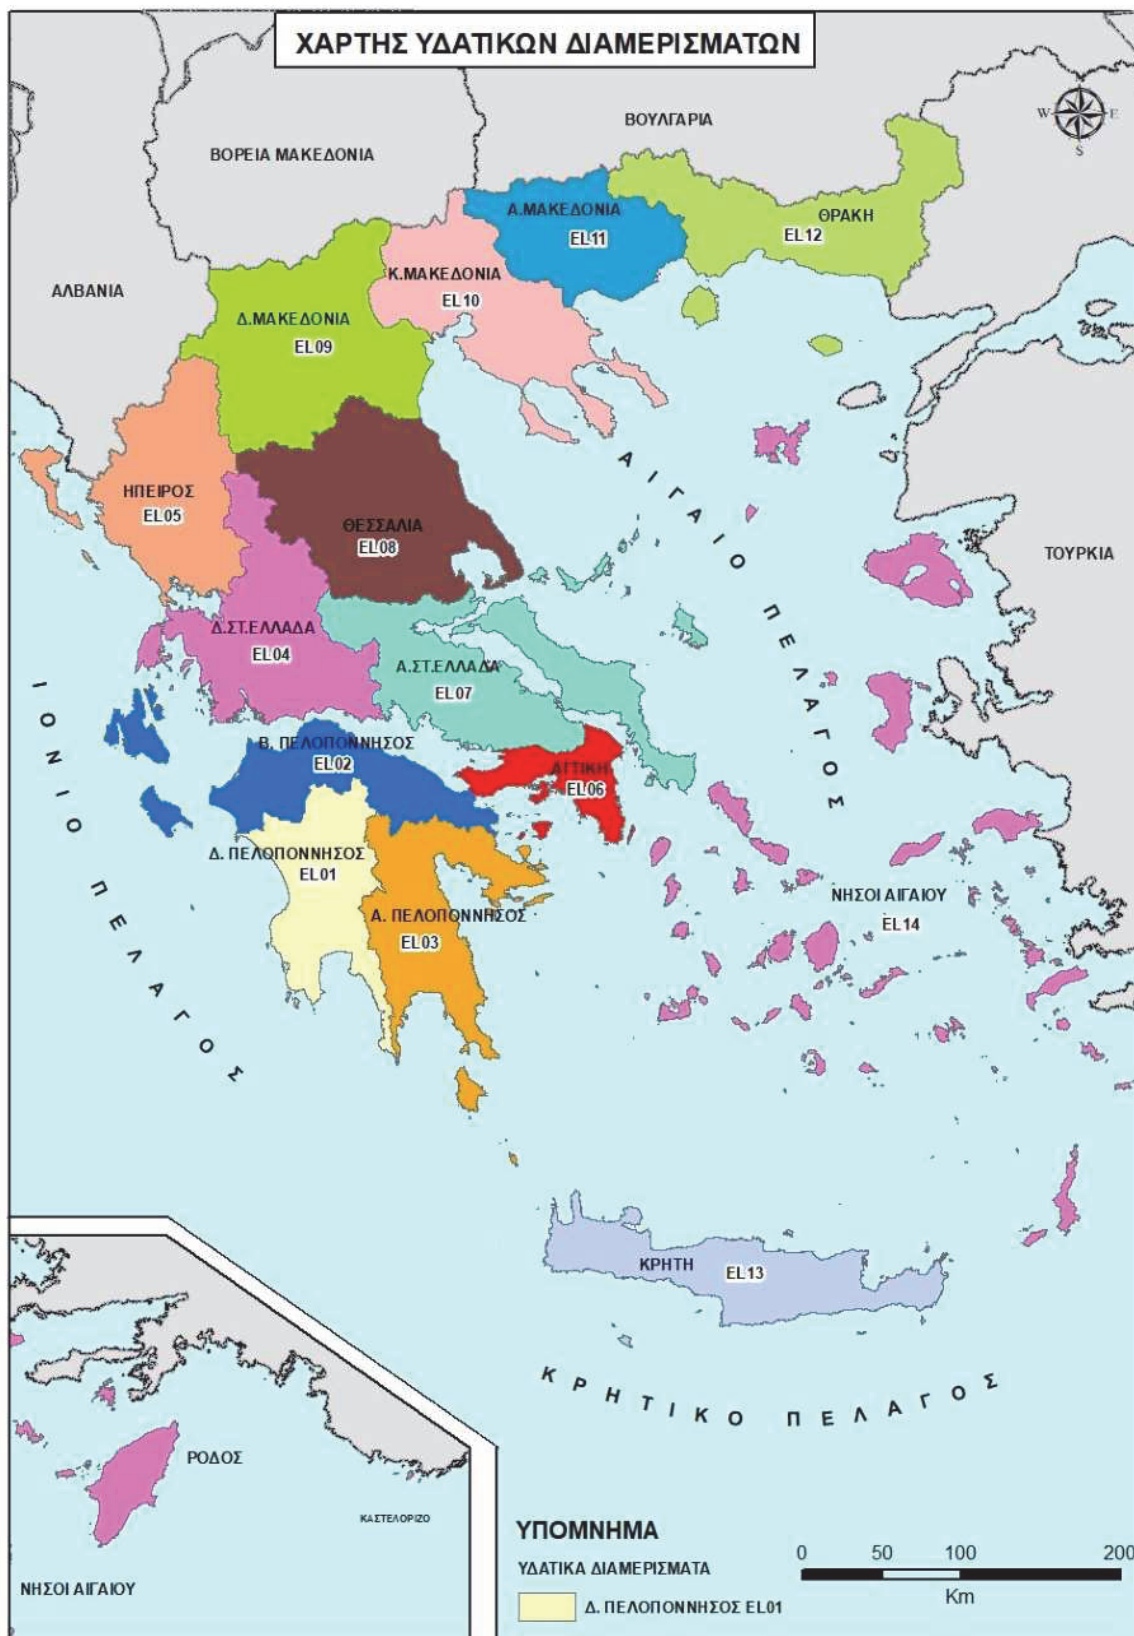 ΧΑΡΤΗΣ ΥΔΑΤΙΚΩΝ ΔΙΑΜΕΡΙΣΜΑΤΩΝ
ΒΟΥΛΓΑΡΙΑ
W E
S
ΒΟΡΕΙΑ ΜΑΚΕΔΟΝΙΑ
Α.ΜΑΚΕΔΟΝΙΑ
EL11
ΘΡΑΚΗ
EL12
ΑΛΒΑΝΙΑ
Κ.ΜΑΚΕΔΟΝΙΑ
EL10
Δ.ΜΑΚΕΔΟΝΙΑ
EL09
ΗΠΕΙΡΟΣ
EL05
ΘΕΣΣΑΛΙΑ
EL08
ΑΙΓΑΙΟ ΠΕΛΑΓΟΣ
ΤΟΥΡΚΙΑ
Δ.ΣΤ.ΕΛΛΑΔΑ
EL04
Α.ΣΤ.ΕΛΛΑΔΑ
EL07
ΙΟΝΙΟ ΠΕΛΑΓΟΣ
Β. ΠΕΛΟΠΟΝΝΗΣΟΣ
EL02
ΑΤΤΙΚΗ
EL06
Δ. ΠΕΛΟΠΟΝΝΗΣΟΣ
EL01
Α. ΠΕΛΟΠΟΝΝΗΣΟΣ
EL03
ΝΗΣΟΙ ΑΙΓΑΙΟΥ
EL14
ΚΡΗΤΗ EL13
ΚΡΗΤΙΚΟ ΠΕΛΑΓΟΣ
ΡΟΔΟΣ
ΚΑΣΤΕΛΟΡΙΖΟ
ΝΗΣΟΙ ΑΙΓΑΙΟΥ
ΥΠΟΜΝΗΜΑ
ΥΔΑΤΙΚΑ ΔΙΑΜΕΡΙΣΜΑΤΑ
Δ. ΠΕΛΟΠΟΝΝΗΣΟΣ EL01
0 50 100 200
Km